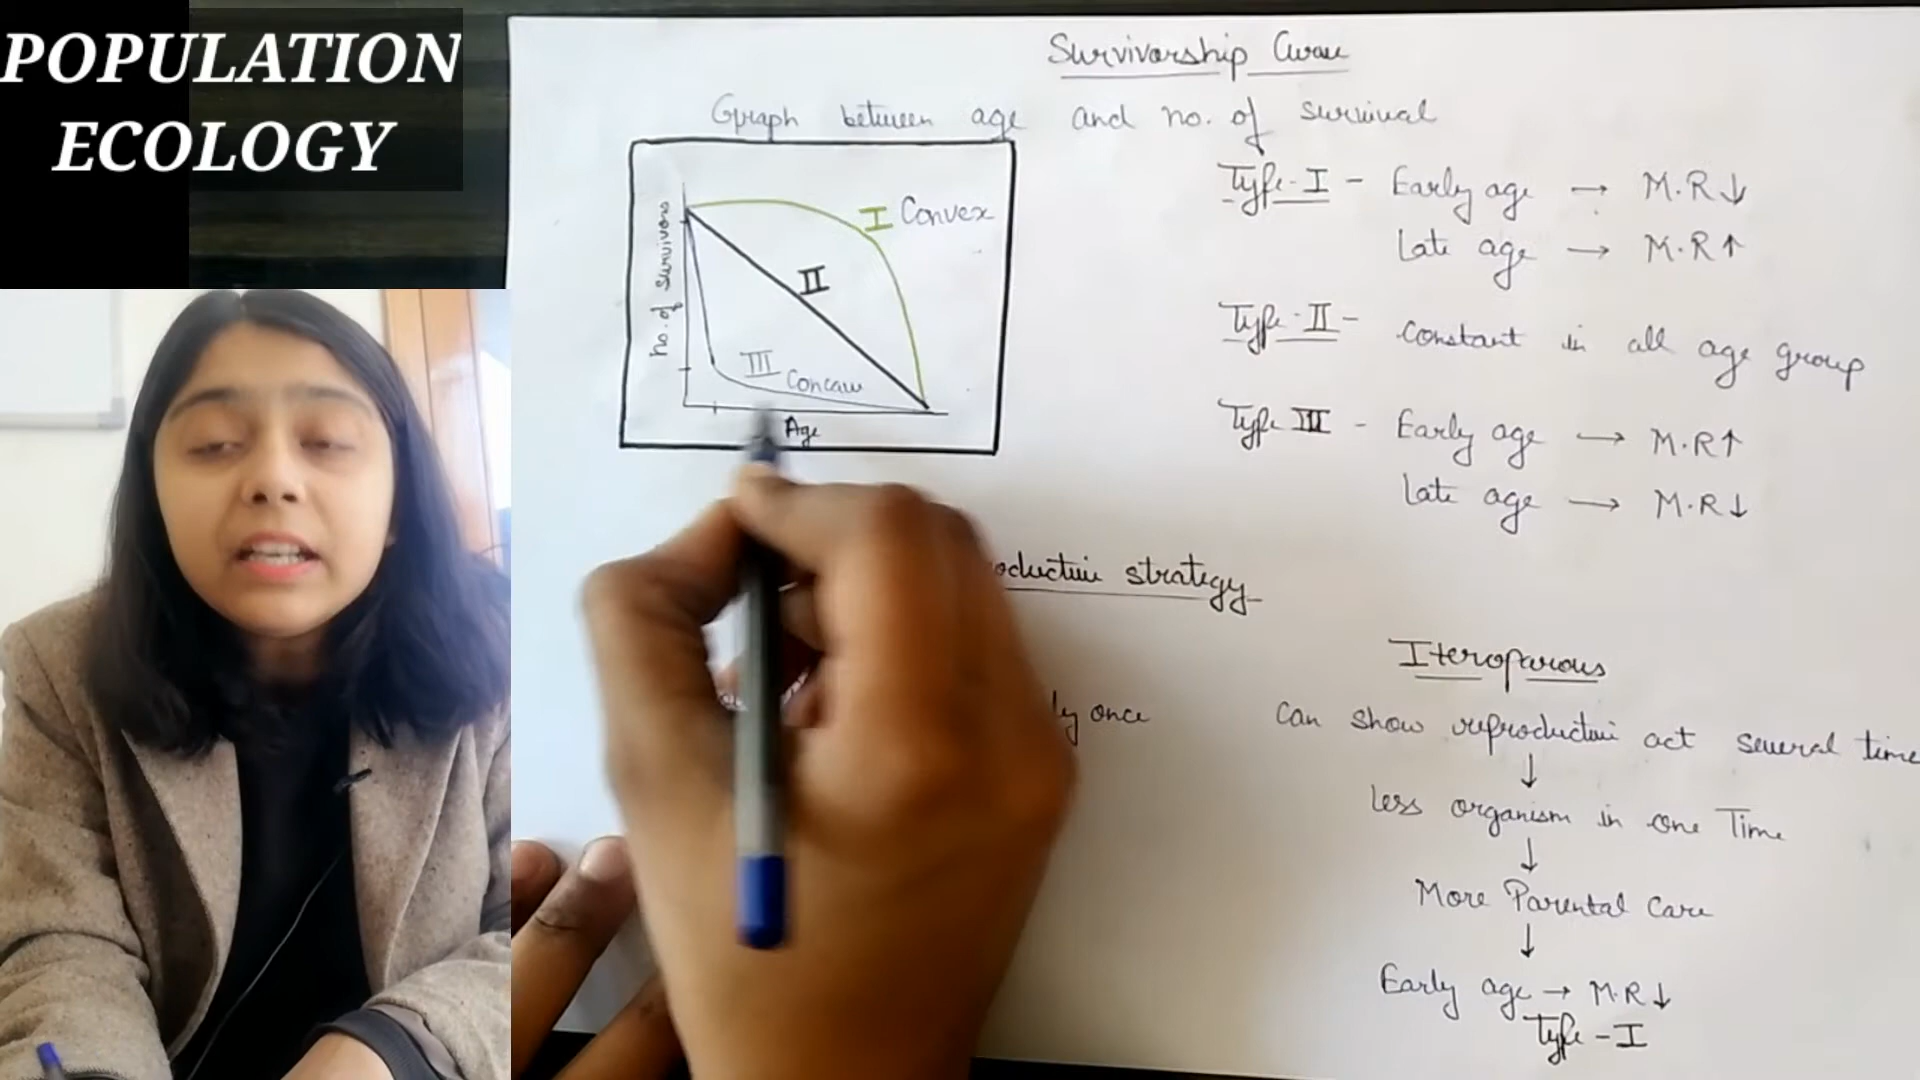 POPULATION
ECOLOGY
Survivorship Curve
Graph between age and no. of survival
No. of survivors
I Convex
II
III Concave
Age
Type-I - Early age → M.R↓
Late age → M.R↑
Type-II- Constant in all age group
Type III - Early age → M.R↑
Late age → M.R↓
strategy
Iteroparous
once
Can show reproductive act several time
↓
Less organism in one Time
↓
More Parental Care
↓
Early age → M.R↓
Type-I